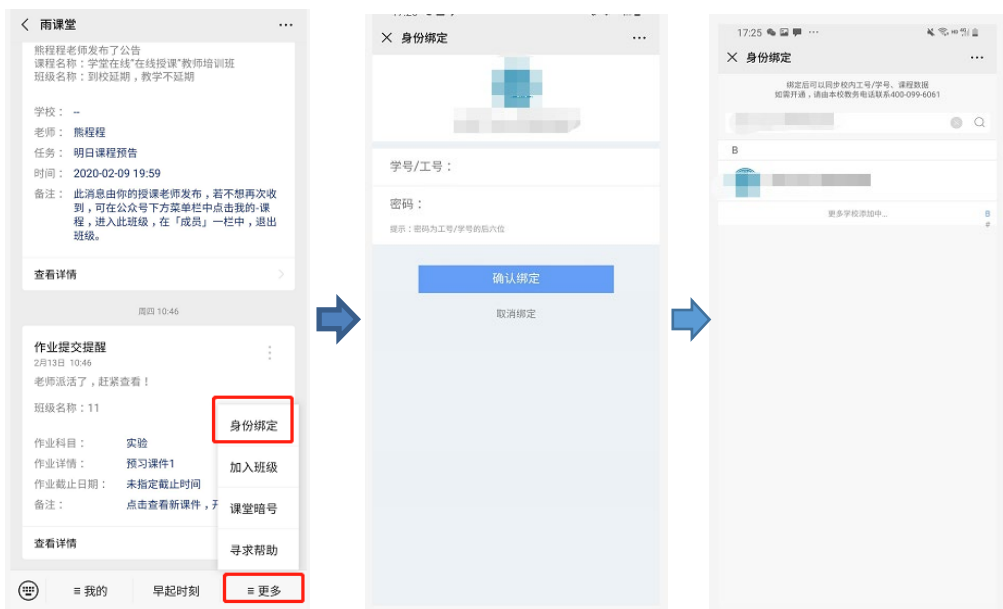 雨课堂
熊程程老师发布了公告
课程名称：学堂在线"在线授课"教师培训班
班级名称：到校延期，教学不延期
学校： --
老师： 熊程程
任务： 明日课程预告
时间： 2020-02-09 19:59
备注： 此消息由你的授课老师发布，若不想再次收
到，可在公众号下方菜单栏中点击我的-课
程，进入此班级，在「成员」一栏中，退出
班级。
查看详情
周四 10:46
作业提交提醒
2月13日 10:46
老师派活了，赶紧查看！
班级名称：11
作业科目： 实验
作业详情： 预习课件1
作业截止日期： 未指定截止时间
备注： 点击查看新课件，
查看详情
身份绑定
加入班级
课堂暗号
寻求帮助
≡ 我的
早起时刻
≡ 更多
身份绑定
学号/工号：
密码：
提示：密码为工号/学号的后六位
确认绑定
取消绑定
17:25
身份绑定
绑定后可以同步校内工号/学号、课程数据
如需开通，请由本校教务电话联系400-099-6061
B
更多学校添加中...
B
#